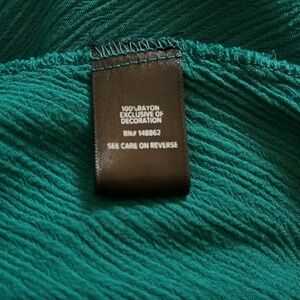 100%RAYON
EXCLUSIVE OF
DECORATION
RN# 148862
SEE CARE ON REVERSE